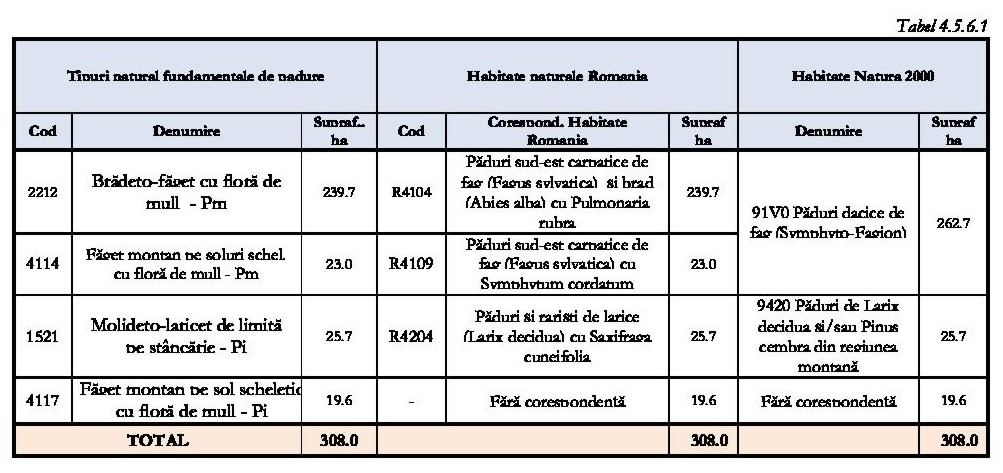 Tabel 4.5.6.1
Tipuri natural fundamentale de padure Habitate naturale Romania Habitate Natura 2000
Cod Denumire Supraf.. ha Cod Corespond. Habitate Romania Supraf ha Denumire Supraf ha
2212 Brădeto-făget cu floră de mull - Pm 239.7 R4104 Păduri sud-est carpatice de fag (Fagus sylvatica) si brad (Abies alba) cu Pulmonaria rubra 239.7 91V0 Păduri dacice de fag (Symphyto-Fagion) 262.7
4114 Făget montan pe soluri schel. cu floră de mull - Pm 23.0 R4109 Păduri sud-est carpatice de fag (Fagus sylvatica) cu Symphytum cordatum 23.0
1521 Molideto-laricet de limită pe stâncărie - Pi 25.7 R4204 Păduri si raristi de larice (Larix decidua) cu Saxifraga cuneifolia 25.7 9420 Păduri de Larix decidua si/sau Pinus cembra din regiunea montană 25.7
4117 Făget montan pe sol scheletic cu floră de mull - Pi 19.6 - Fără corespondentă 19.6 Fără corespondentă 19.6
TOTAL 308.0 308.0 308.0